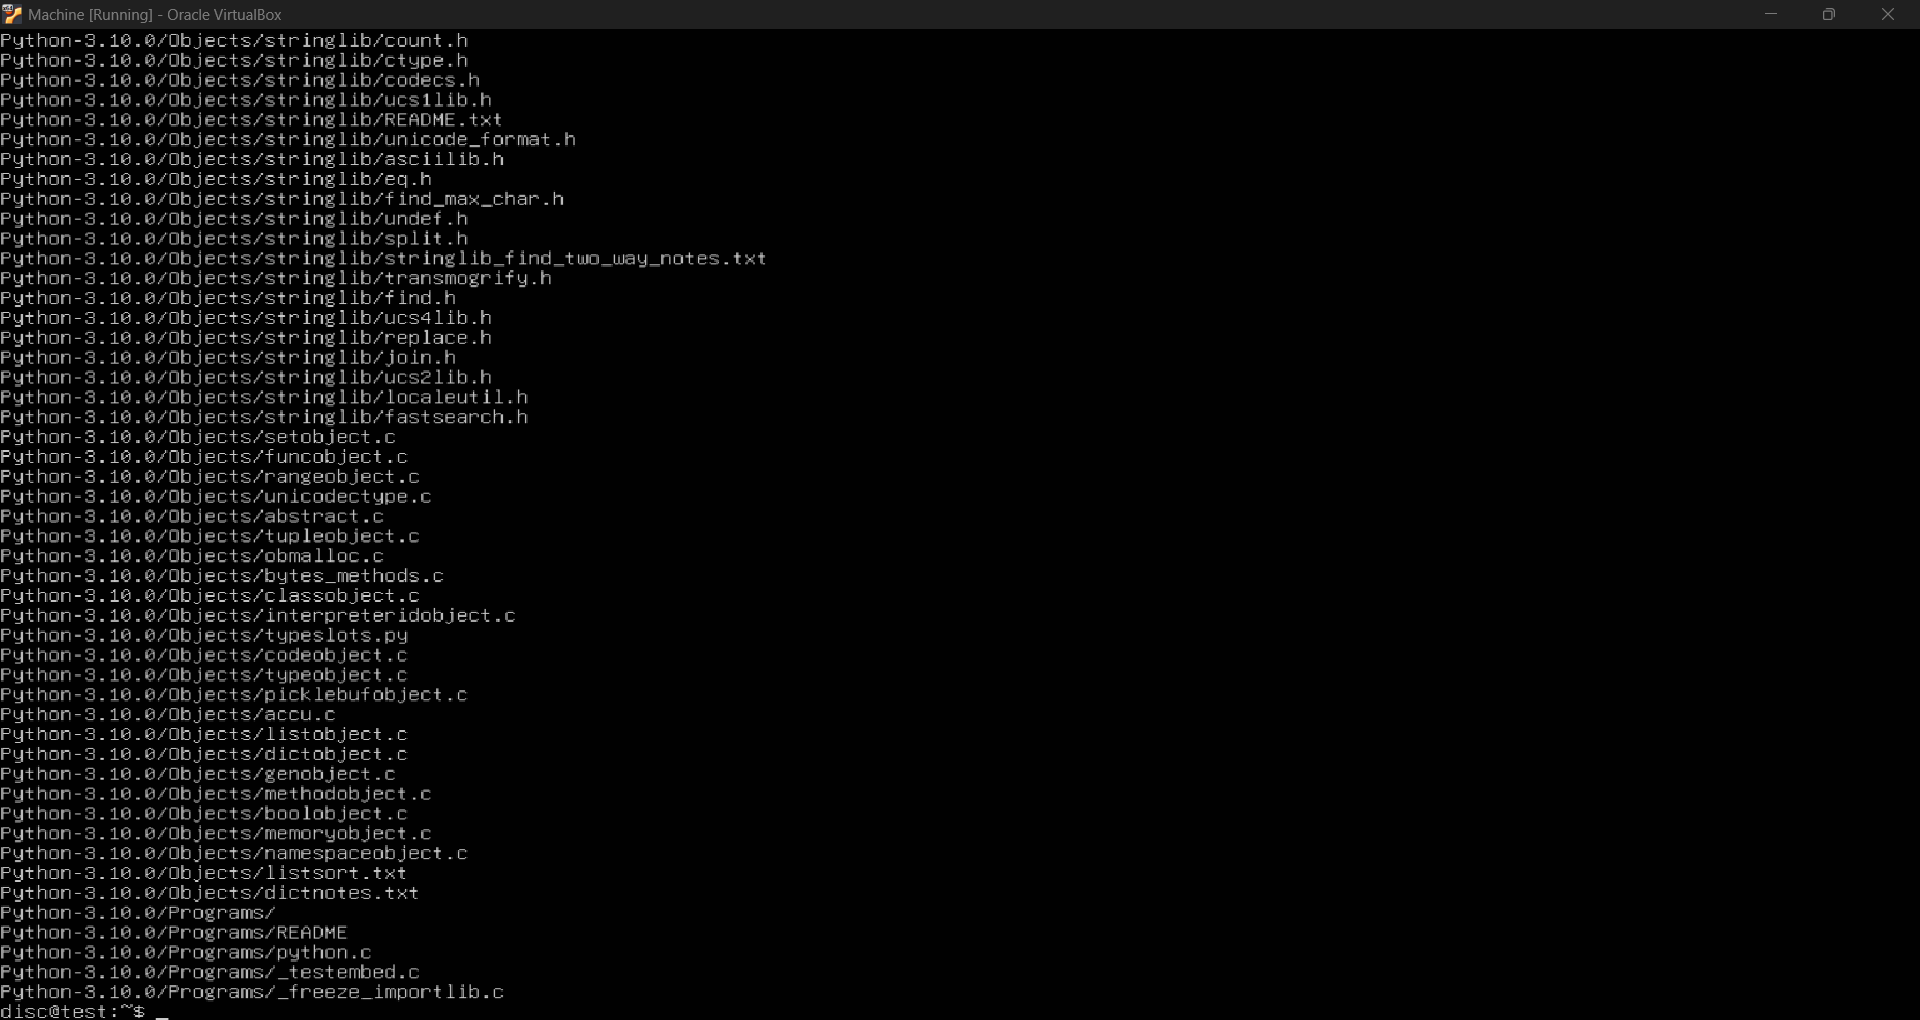 Machine [Running] - Oracle VirtualBox
Python-3.10.0/Objects/stringlib/count.h
Python-3.10.0/Objects/stringlib/ctype.h
Python-3.10.0/Objects/stringlib/codecs.h
Python-3.10.0/Objects/stringlib/ucs1lib.h
Python-3.10.0/Objects/stringlib/README.txt
Python-3.10.0/Objects/stringlib/unicode_format.h
Python-3.10.0/Objects/stringlib/asciilib.h
Python-3.10.0/Objects/stringlib/eq.h
Python-3.10.0/Objects/stringlib/find_max_char.h
Python-3.10.0/Objects/stringlib/undef.h
Python-3.10.0/Objects/stringlib/split.h
Python-3.10.0/Objects/stringlib/stringlib_find_two_way_notes.txt
Python-3.10.0/Objects/stringlib/transmogrify.h
Python-3.10.0/Objects/stringlib/find.h
Python-3.10.0/Objects/stringlib/ucs4lib.h
Python-3.10.0/Objects/stringlib/replace.h
Python-3.10.0/Objects/stringlib/join.h
Python-3.10.0/Objects/stringlib/ucs2lib.h
Python-3.10.0/Objects/stringlib/localeutil.h
Python-3.10.0/Objects/stringlib/fastsearch.h
Python-3.10.0/Objects/setobject.c
Python-3.10.0/Objects/funcobject.c
Python-3.10.0/Objects/rangeobject.c
Python-3.10.0/Objects/unicodectype.c
Python-3.10.0/Objects/abstract.c
Python-3.10.0/Objects/tupleobject.c
Python-3.10.0/Objects/obmalloc.c
Python-3.10.0/Objects/bytes_methods.c
Python-3.10.0/Objects/classobject.c
Python-3.10.0/Objects/interpreteridobject.c
Python-3.10.0/Objects/typeslots.py
Python-3.10.0/Objects/codeobject.c
Python-3.10.0/Objects/typeobject.c
Python-3.10.0/Objects/picklebufobject.c
Python-3.10.0/Objects/accu.c
Python-3.10.0/Objects/listobject.c
Python-3.10.0/Objects/dictobject.c
Python-3.10.0/Objects/genobject.c
Python-3.10.0/Objects/methodobject.c
Python-3.10.0/Objects/boolobject.c
Python-3.10.0/Objects/memoryobject.c
Python-3.10.0/Objects/namespaceobject.c
Python-3.10.0/Objects/listsort.txt
Python-3.10.0/Objects/dictnotes.txt
Python-3.10.0/Programs/
Python-3.10.0/Programs/README
Python-3.10.0/Programs/python.c
Python-3.10.0/Programs/_testembed.c
Python-3.10.0/Programs/_freeze_importlib.c
disc@test:~$ _